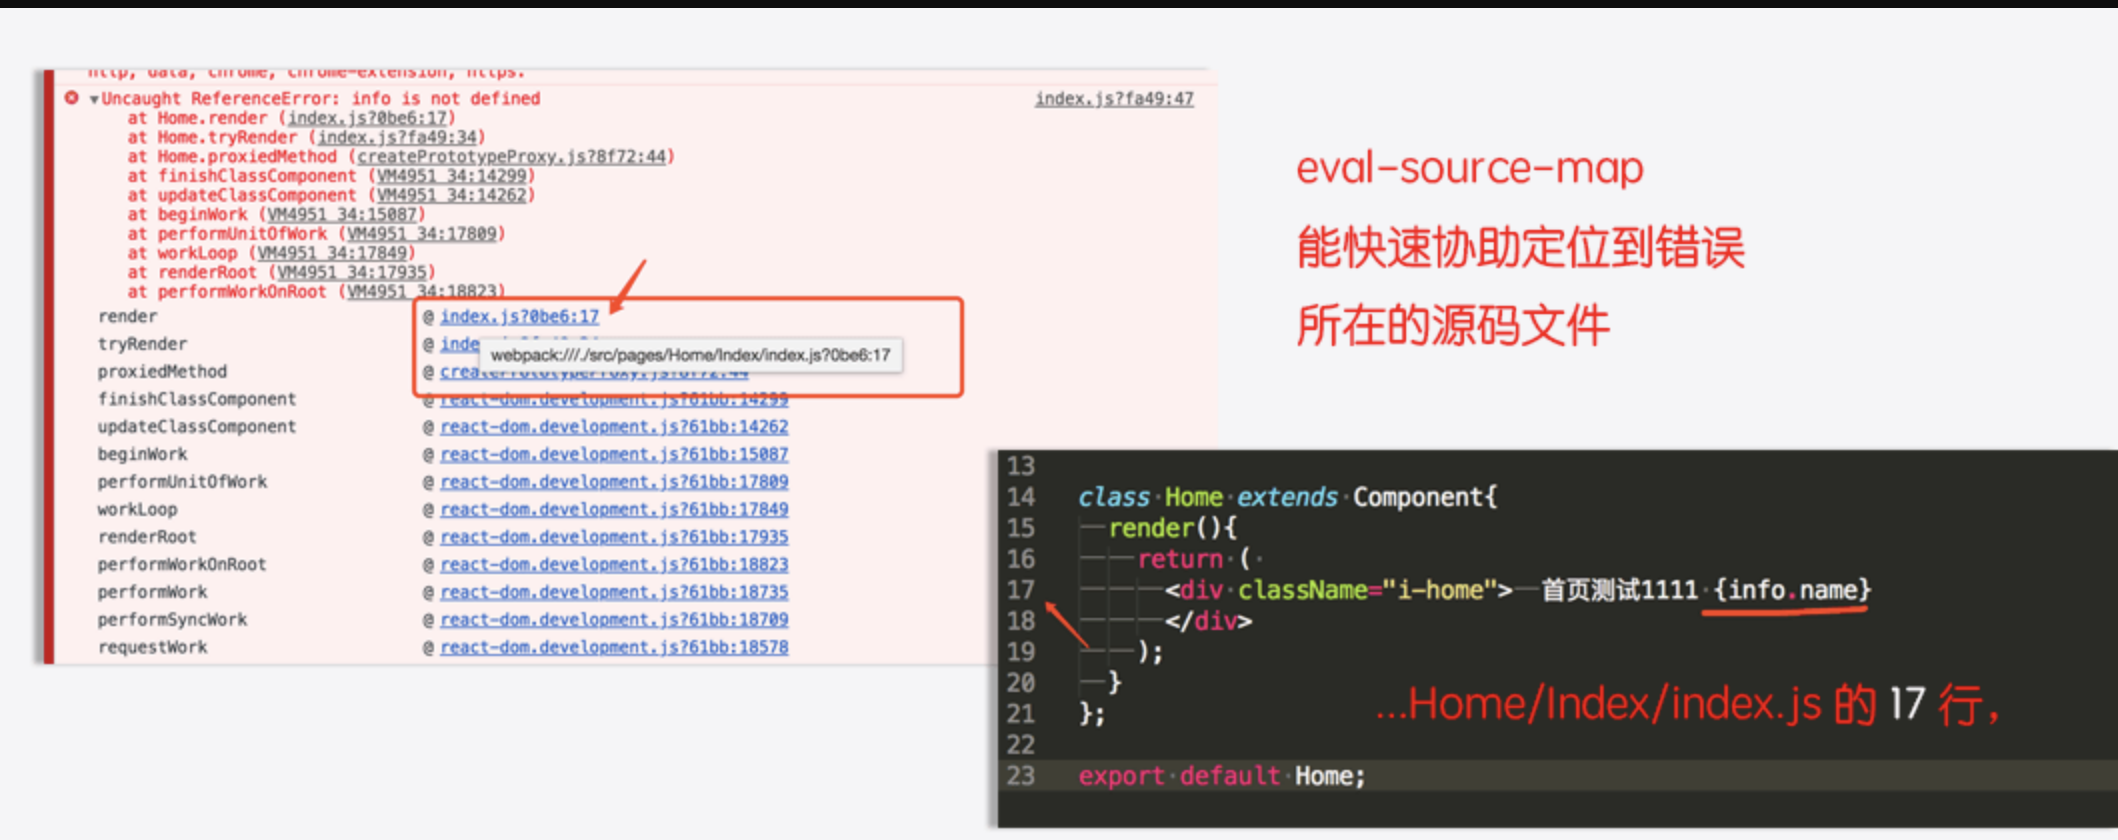 http, data, chrome, chrome-extension, https.
Uncaught ReferenceError: info is not defined index.js?fa49:47
at Home.render (index.js?0be6:17)
at Home.tryRender (index.js?fa49:34)
at Home.proxiedMethod (createPrototypeProxy.js?8f72:44)
at finishClassComponent (VM4951 34:14299)
at updateClassComponent (VM4951 34:14262)
at beginWork (VM4951 34:15087)
at performUnitOfWork (VM4951 34:17809)
at workLoop (VM4951 34:17849)
at renderRoot (VM4951 34:17935)
at performWorkOnRoot (VM4951 34:18823)
render @ index.js?0be6:17
tryRender @ inde
webpack:///./src/pages/Home/Index/index.js?0be6:17
proxiedMethod @ createPrototypeProxy.js?8f72:44
finishClassComponent @ react-dom.development.js?61bb:14299
updateClassComponent @ react-dom.development.js?61bb:14262
beginWork @ react-dom.development.js?61bb:15087
performUnitOfWork @ react-dom.development.js?61bb:17809
workLoop @ react-dom.development.js?61bb:17849
renderRoot @ react-dom.development.js?61bb:17935
performWorkOnRoot @ react-dom.development.js?61bb:18823
performWork @ react-dom.development.js?61bb:18735
performSyncWork @ react-dom.development.js?61bb:18709
requestWork @ react-dom.development.js?61bb:18578
eval-source-map
能快速协助定位到错误
所在的源码文件
13
14 class Home extends Component{
15 render(){
16 return (
17 <div className="i-home"> 首页测试1111 {info.name}
18 </div>
19 );
20 }
21 };
22
23 export default Home;
...Home/Index/index.js 的 17 行，